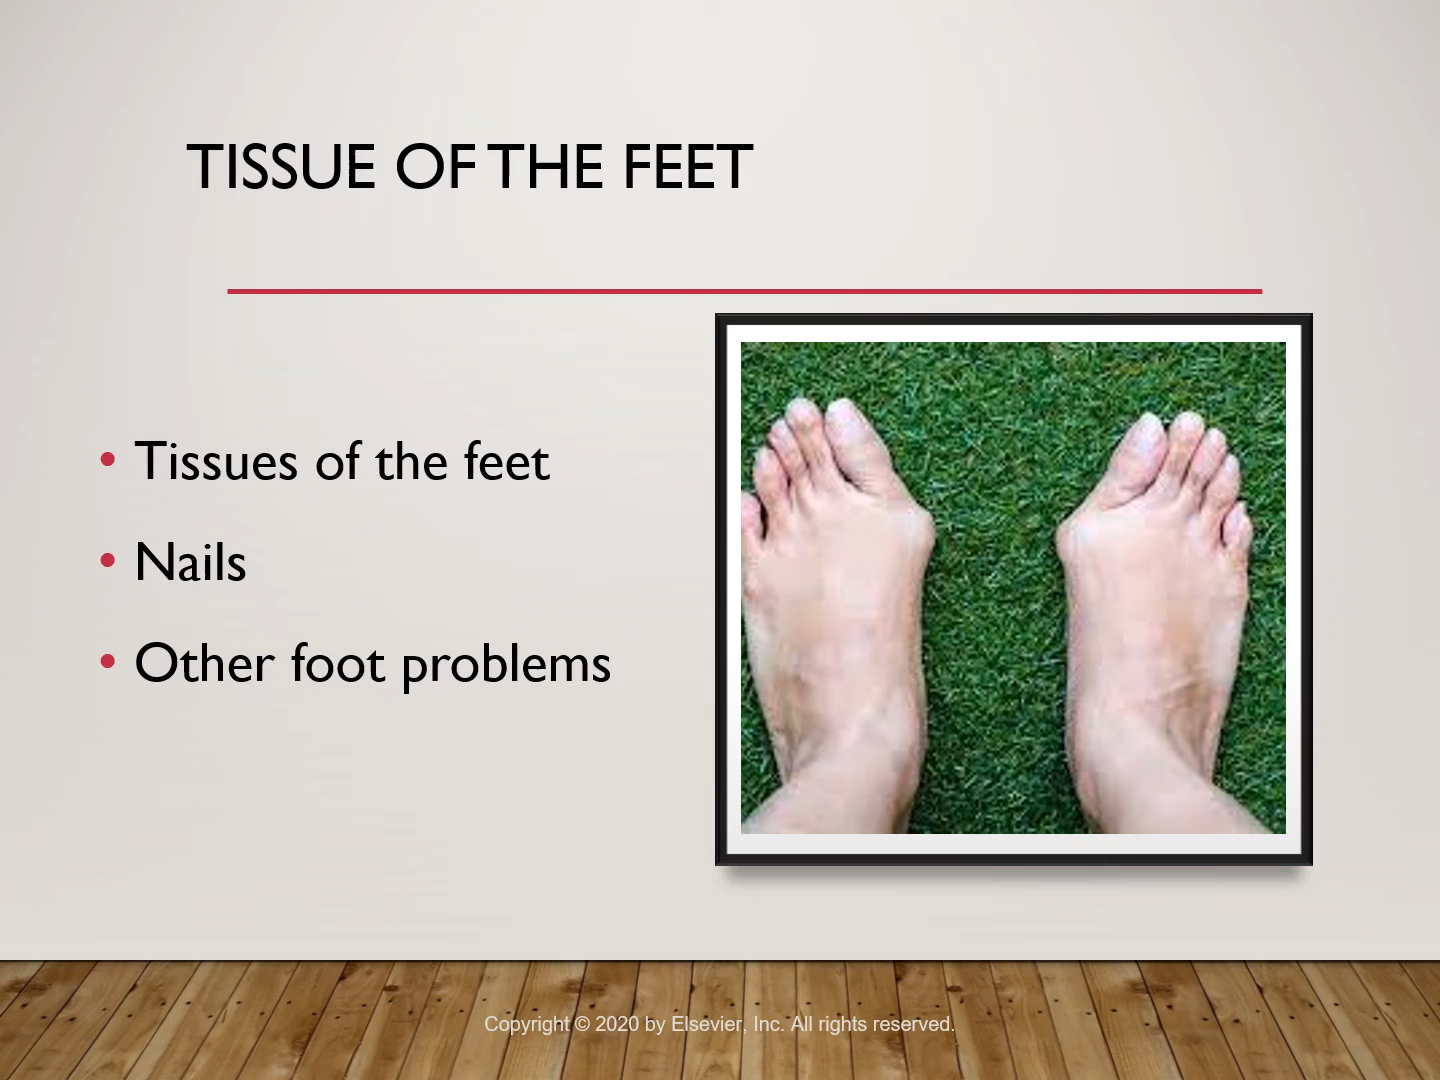 TISSUE OF THE FEET
• Tissues of the feet
• Nails
• Other foot problems
Copyright © 2020 by Elsevier, Inc. All rights reserved.